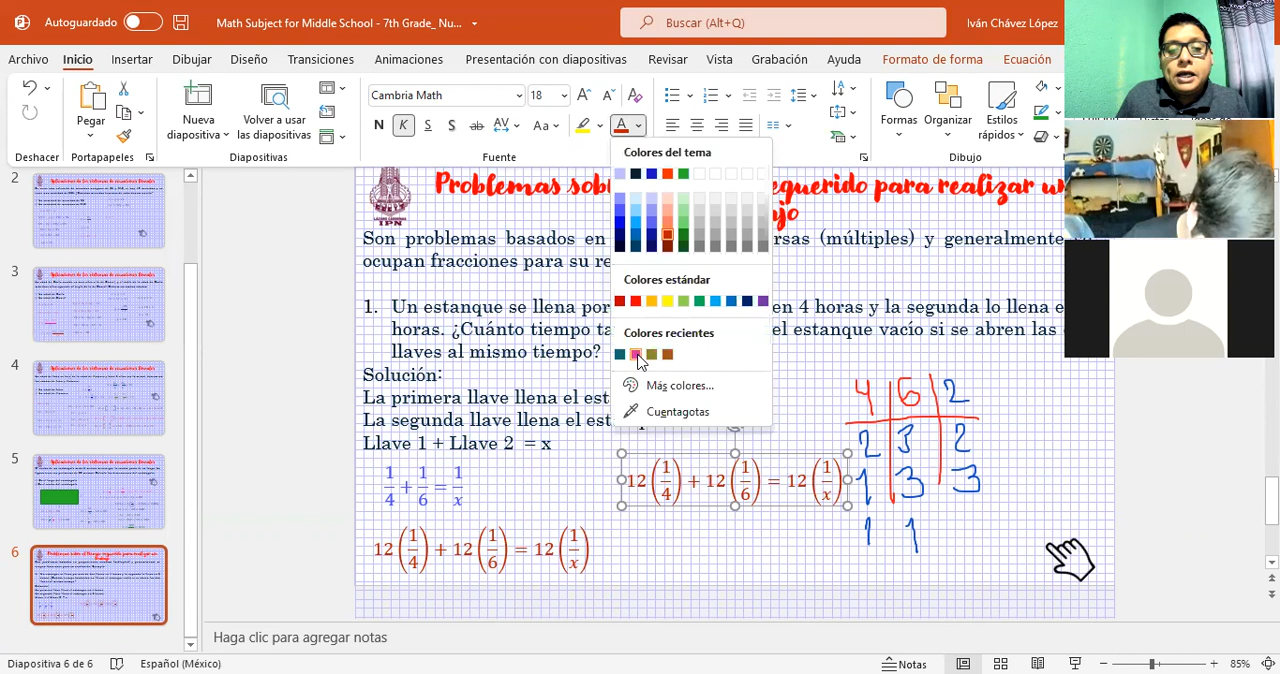 Autoguardado
Math Subject for Middle School - 7th Grade_ Nu...
Buscar (Alt+Q)
Iván Chávez López
Archivo Inicio Insertar Dibujar Diseño Transiciones Animaciones Presentación con diapositivas Revisar Vista Grabación Ayuda Formato de forma Ecuación
Cambria Math 18
Pegar
Nueva diapositiva
Volver a usar las diapositivas
N K S S ab AV Aa A
Formas Organizar Estilos rápidos
Deshacer Portapapeles Diapositivas Fuente Dibujo
Colores del tema
Colores estándar
Colores recientes
Más colores...
Cuentagotas
2
3
4
5
6
LÁZARO CÁRDENAS
IPN
Problemas sob equerido para realizar un
ajo
Son problemas basados en rsas (múltiples) y generalmente
ocupan fracciones para su re
1. Un estanque se llena por en 4 horas y la segunda lo llena e
horas. ¿Cuánto tiempo ta el estanque vacío si se abren las
llaves al mismo tiempo?
Solución:
La primera llave llena el est
La segunda llave llena el est
Llave 1 + Llave 2 = x
1/4 + 1/6 = 1/x
12(1/4) + 12(1/6) = 12(1/x)
12(1/4) + 12(1/6) = 12(1/x)
4 6 2
2 3 2
1 3 3
1 1
Haga clic para agregar notas
Diapositiva 6 de 6 Español (México) Notas 85%